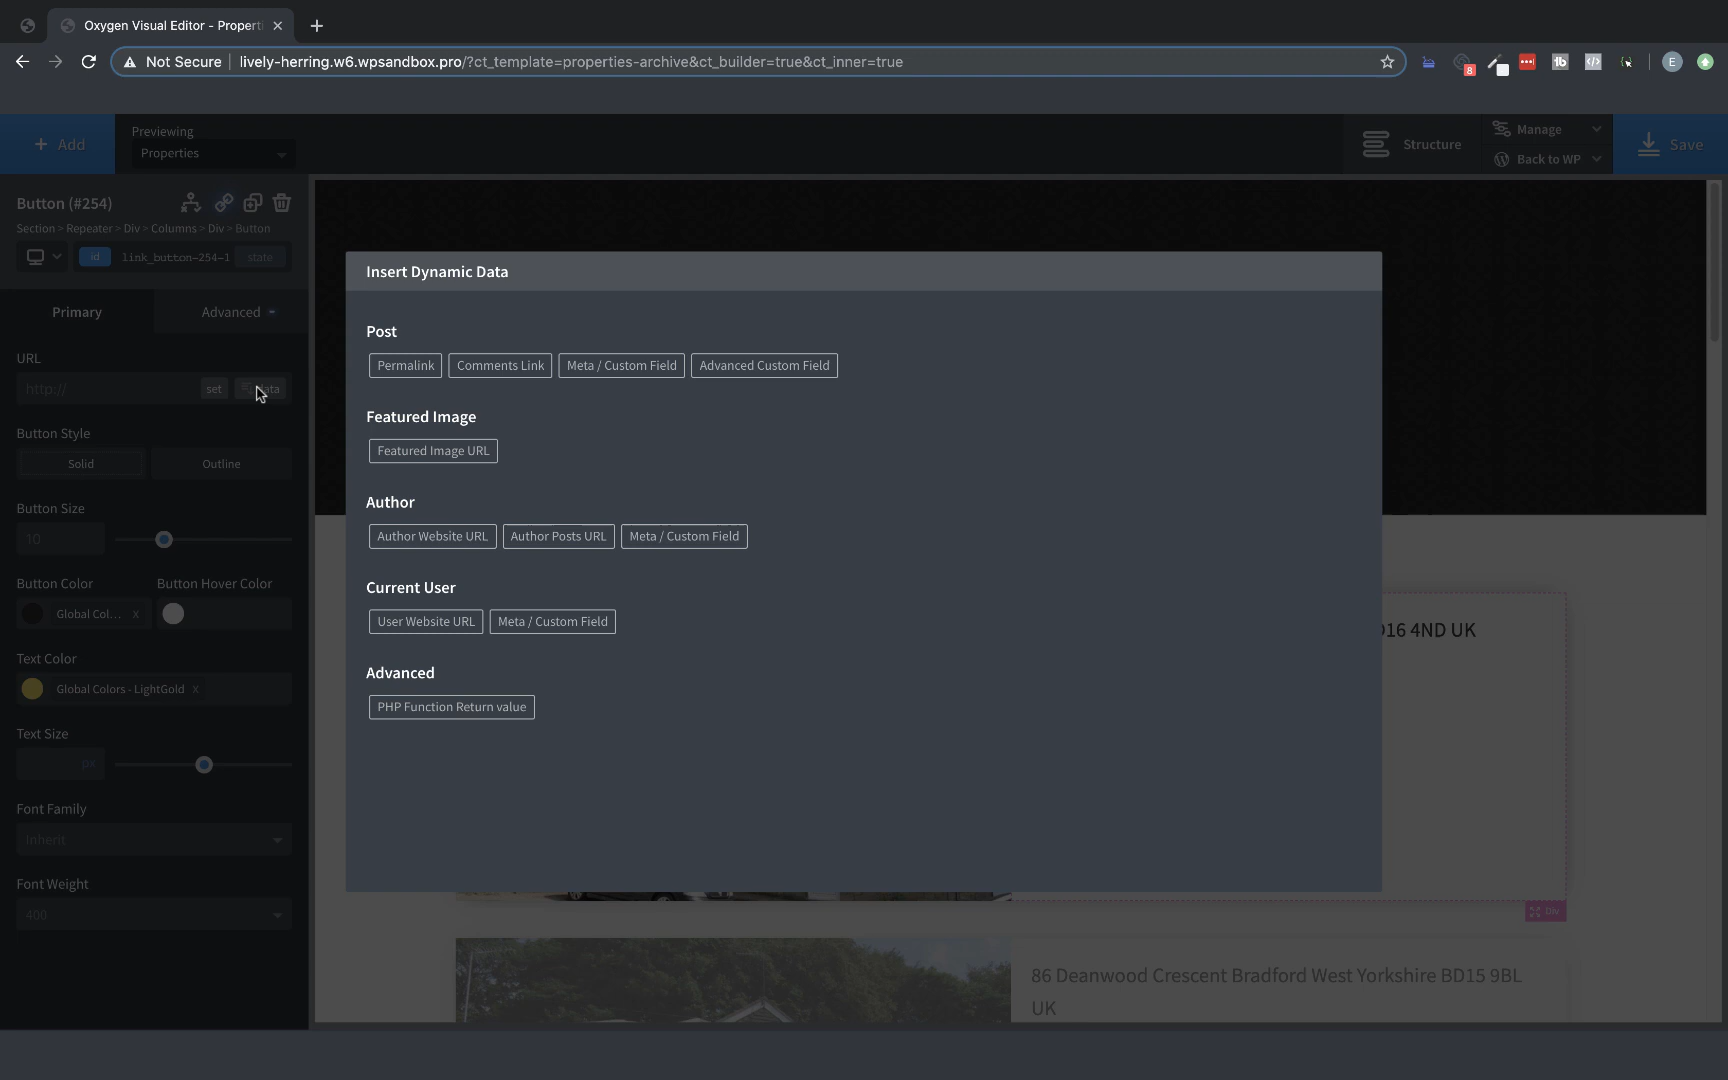 Oxygen Visual Editor - Propert
Not Secure
lively-herring.w6.wpsandbox.pro/?ct_template=properties-archive&ct_builder=true&ct_inner=true
8
1b
E
+ Add
Previewing
Properties
Structure
Manage
Back to WP
Save
Button (#254)
Section > Repeater > Div > Columns > Div > Button
id
link_button-254-1
state
Primary
Advanced
URL
http://
set
data
Button Style
Solid
Outline
Button Size
10
Button Color
Button Hover Color
Global Col...
x
Text Color
Global Colors - LightGold
x
Text Size
px
Font Family
Inherit
Font Weight
400
Insert Dynamic Data
Post
Permalink
Comments Link
Meta / Custom Field
Advanced Custom Field
Featured Image
Featured Image URL
Author
Author Website URL
Author Posts URL
Meta / Custom Field
Current User
User Website URL
Meta / Custom Field
Advanced
PHP Function Return value
D16 4ND UK
Div
86 Deanwood Crescent Bradford West Yorkshire BD15 9BL
UK